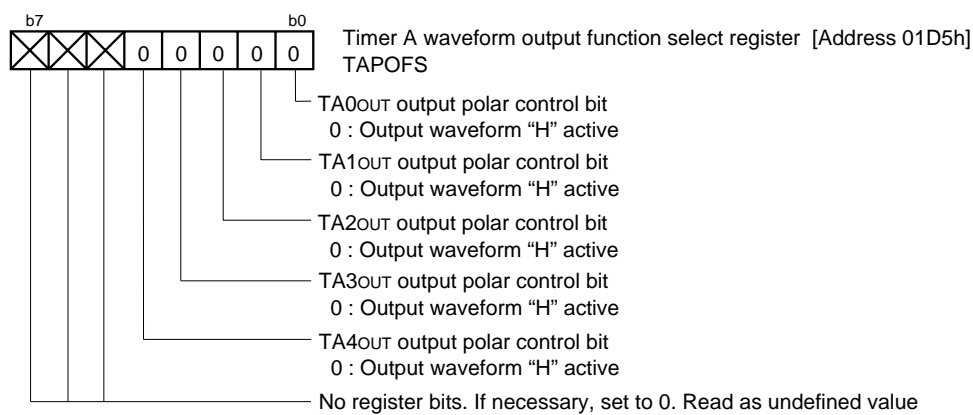 b7 b0
0 0 0 0 0
Timer A waveform output function select register [Address 01D5h]
TAPOFS
TA0OUT output polar control bit
0 : Output waveform “H” active
TA1OUT output polar control bit
0 : Output waveform “H” active
TA2OUT output polar control bit
0 : Output waveform “H” active
TA3OUT output polar control bit
0 : Output waveform “H” active
TA4OUT output polar control bit
0 : Output waveform “H” active
No register bits. If necessary, set to 0. Read as undefined value